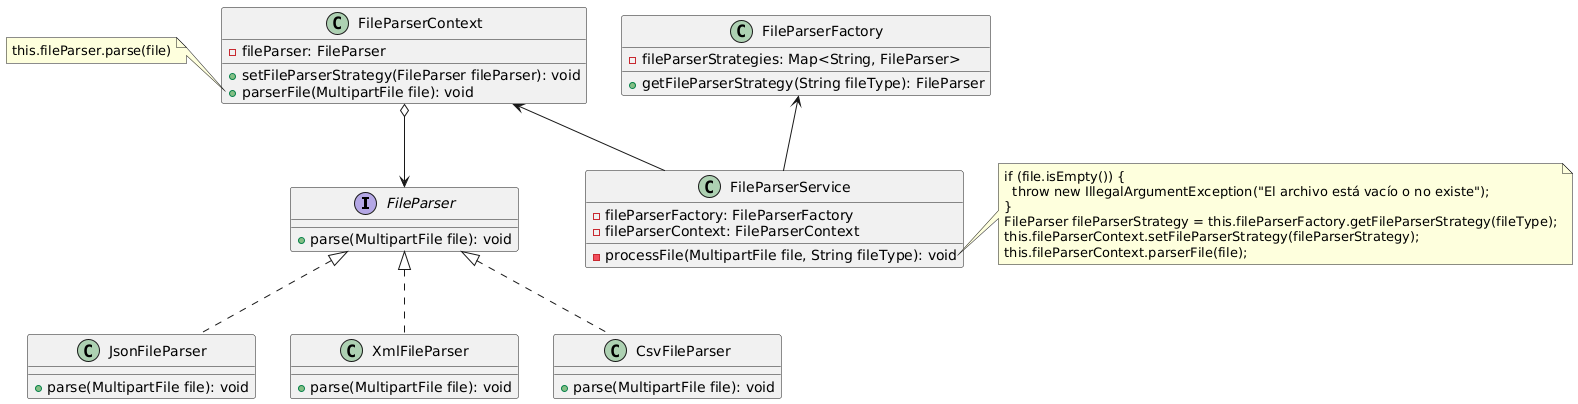 this.fileParser.parse(file)
C FileParserContext
fileParser: FileParser
setFileParserStrategy(FileParser fileParser): void
parserFile(MultipartFile file): void
C FileParserFactory
fileParserStrategies: Map<String, FileParser>
getFileParserStrategy(String fileType): FileParser
I FileParser
parse(MultipartFile file): void
C FileParserService
fileParserFactory: FileParserFactory
fileParserContext: FileParserContext
processFile(MultipartFile file, String fileType): void
if (file.isEmpty()) {
throw new IllegalArgumentException("El archivo está vacío o no existe");
}
FileParser fileParserStrategy = this.fileParserFactory.getFileParserStrategy(fileType);
this.fileParserContext.setFileParserStrategy(fileParserStrategy);
this.fileParserContext.parserFile(file);
C JsonFileParser
parse(MultipartFile file): void
C XmlFileParser
parse(MultipartFile file): void
C CsvFileParser
parse(MultipartFile file): void